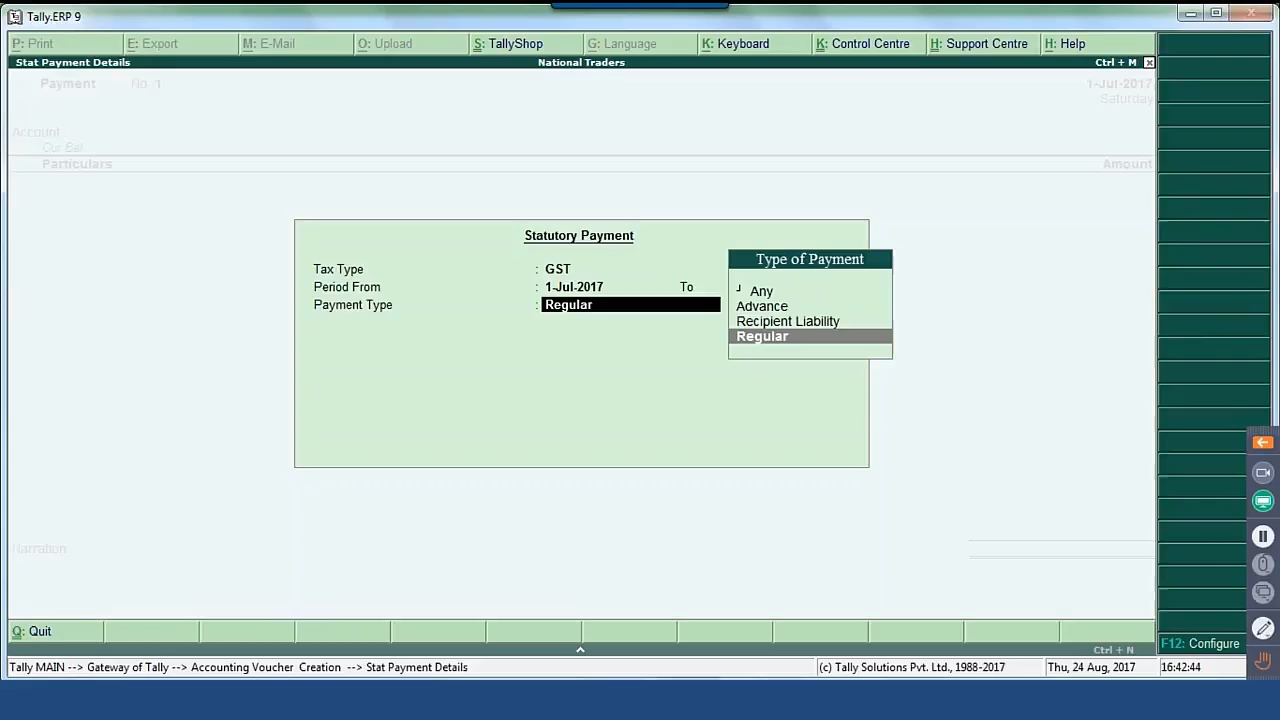 Tally.ERP 9
P: Print E: Export M: E-Mail O: Upload S: TallyShop G: Language K: Keyboard K: Control Centre H: Support Centre H: Help
Stat Payment Details National Traders Ctrl + M
Payment No. 1 1-Jul-2017
Saturday
Account
Cur Bal:
Particulars Amount
Statutory Payment
Tax Type : GST
Period From : 1-Jul-2017 To
Payment Type : Regular
Type of Payment
Any
Advance
Recipient Liability
Regular
Narration
Q: Quit
F12: Configure
Ctrl + N
Tally MAIN --> Gateway of Tally --> Accounting Voucher Creation --> Stat Payment Details (c) Tally Solutions Pvt. Ltd., 1988-2017 Thu, 24 Aug, 2017 16:42:44